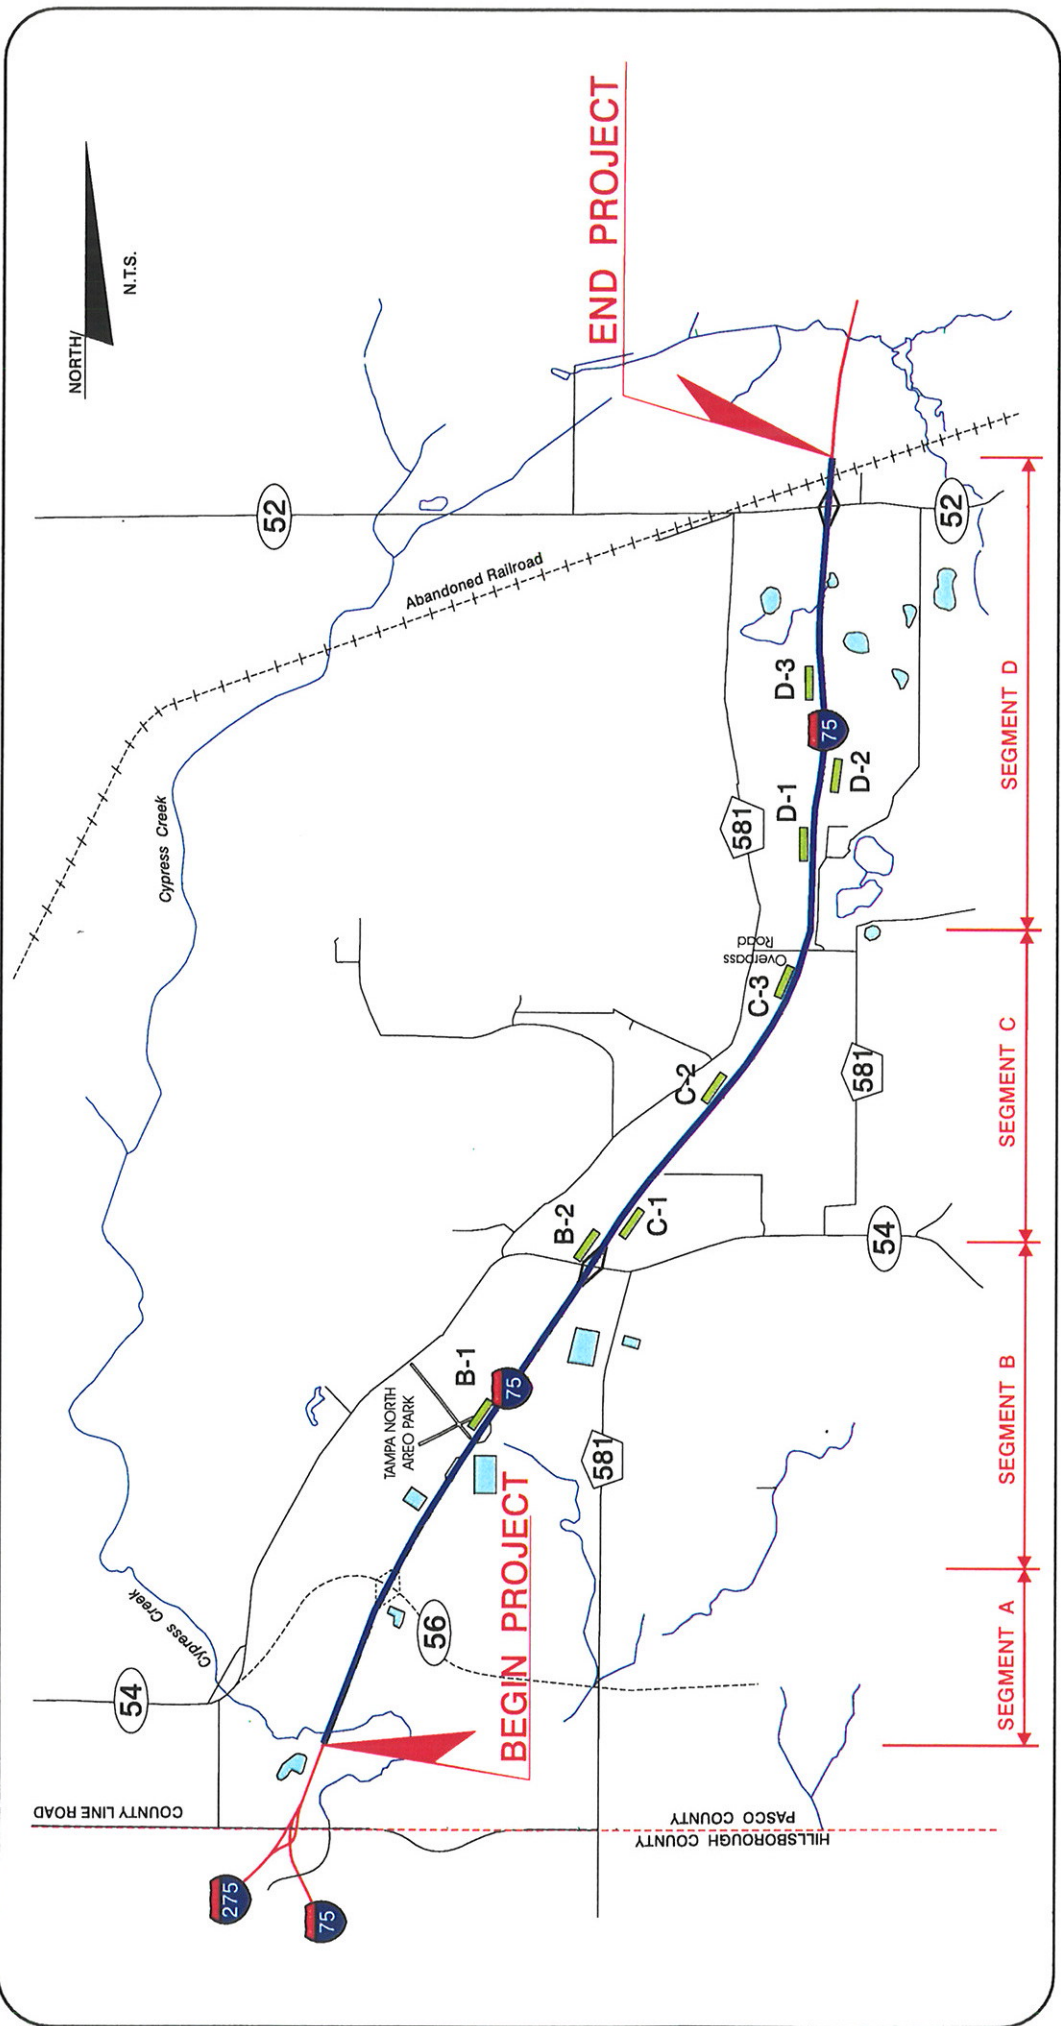 NORTH
N.T.S.
END PROJECT
52
52
Abandoned Railroad
Cypress Creek
D-3
75
D-2
D-1
581
SEGMENT D
Overpass
Road
C-3
C-2
581
SEGMENT C
B-2
C-1
54
B-1
75
TAMPA NORTH
AREO PARK
581
SEGMENT B
Cypress Creek
56
BEGIN PROJECT
54
SEGMENT A
COUNTY LINE ROAD
PASCO COUNTY
HILLSBOROUGH COUNTY
275
75